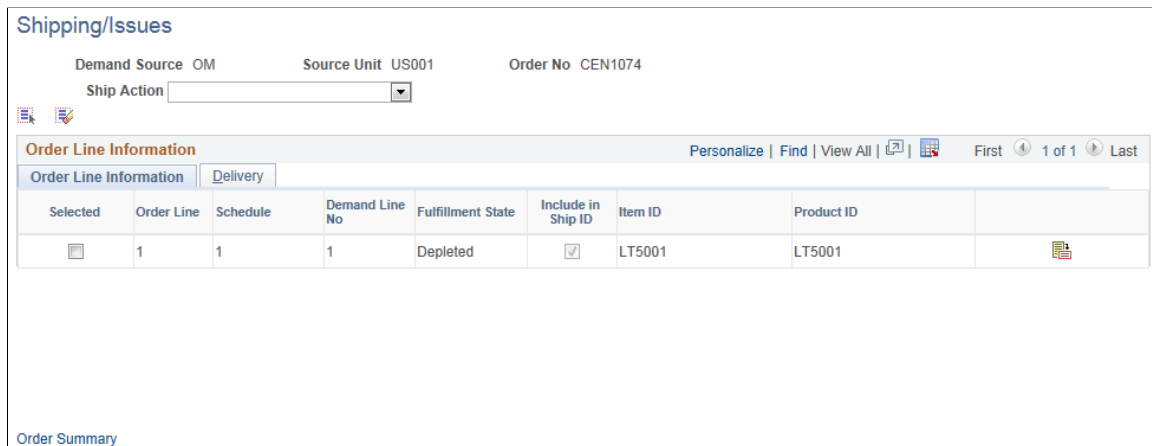 Shipping/Issues
Demand Source OM Source Unit US001 Order No CEN1074
Ship Action
Order Line Information Personalize | Find | View All | | First 1 of 1 Last
Order Line Information Delivery
Selected Order Line Schedule Demand Line No Fulfillment State Include in Ship ID Item ID Product ID
1 1 1 Depleted LT5001 LT5001
Order Summary